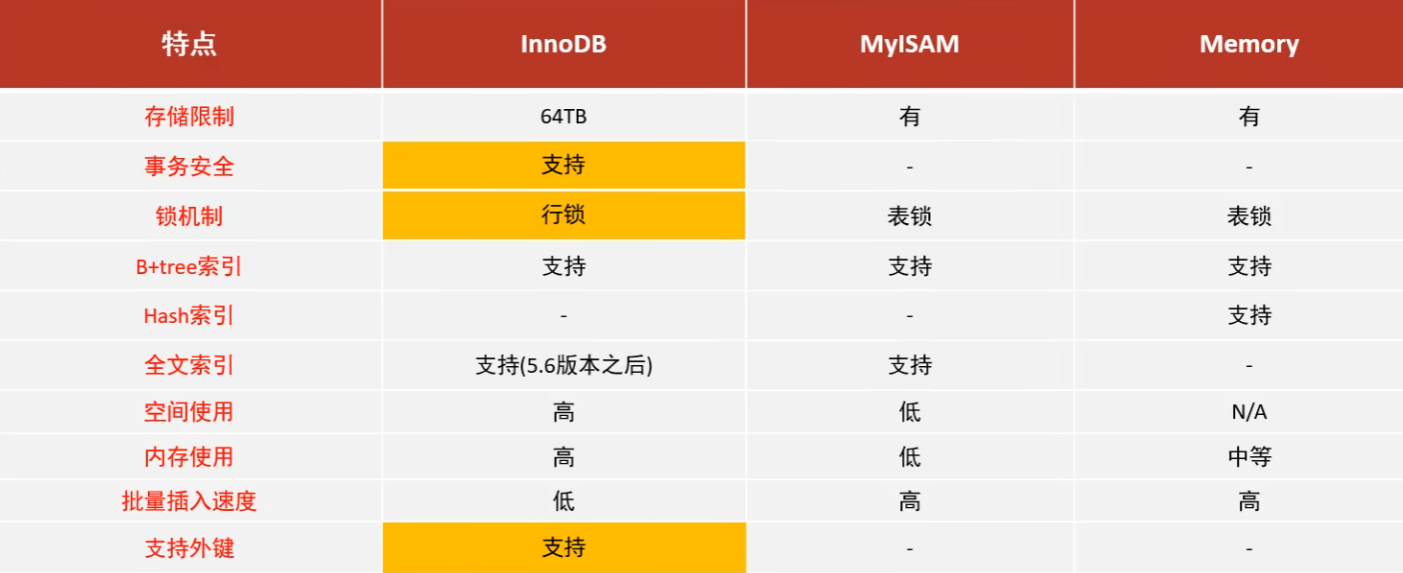 特点 InnoDB MyISAM Memory
存储限制 64TB 有 有
事务安全 支持 - -
锁机制 行锁 表锁 表锁
B+tree索引 支持 支持 支持
Hash索引 - - 支持
全文索引 支持(5.6版本之后) 支持 -
空间使用 高 低 N/A
内存使用 高 低 中等
批量插入速度 低 高 高
支持外键 支持 - -